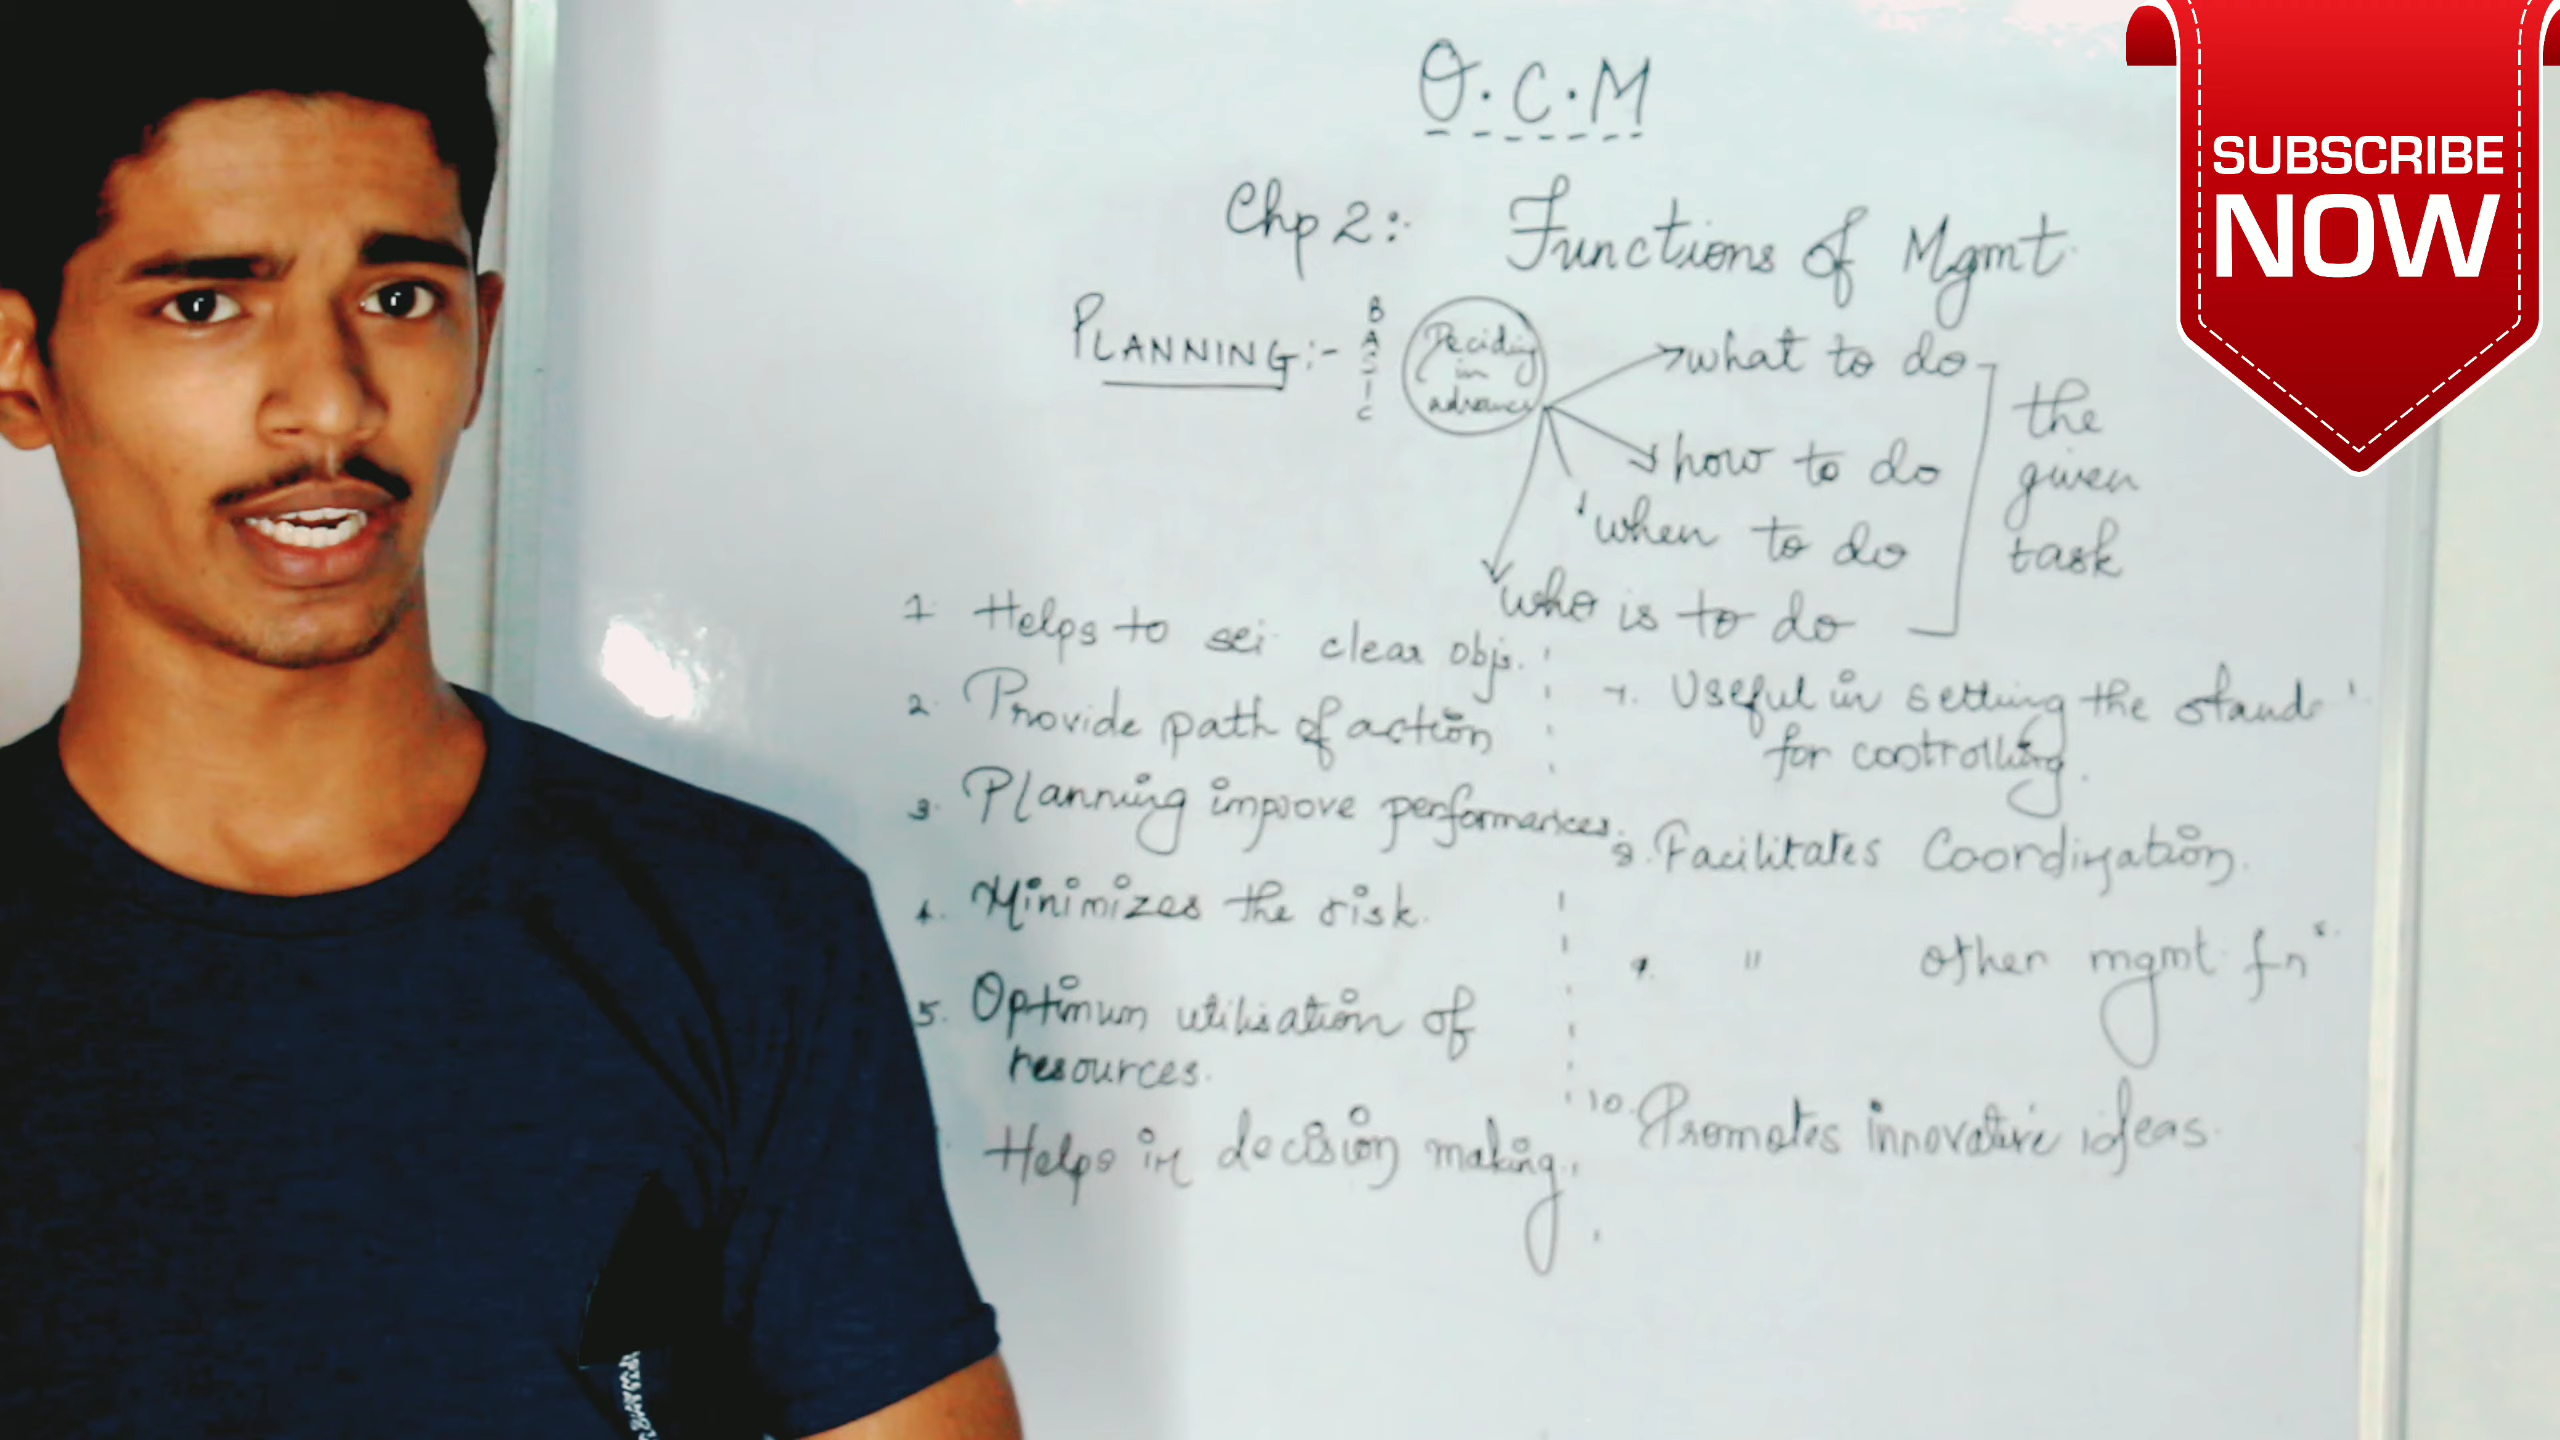 O.C.M
Chp 2:. Functions of Mgmt.
PLANNING:-
BASIC
Deciding
in
advance
what to do
how to do
when to do
who is to do
the
given
task
1. Helps to set clear objs.
2. Provide path of action
3. Planning improve performances.
4. Minimizes the risk.
5. Optimum utilisation of
resources.
Helps in decision making.
7. Useful in setting the stand
for controlling.
8. Facilitates Coordination.
9. " other mgmt. fns.
10. Promotes innovative ideas.
SUBSCRIBE
NOW